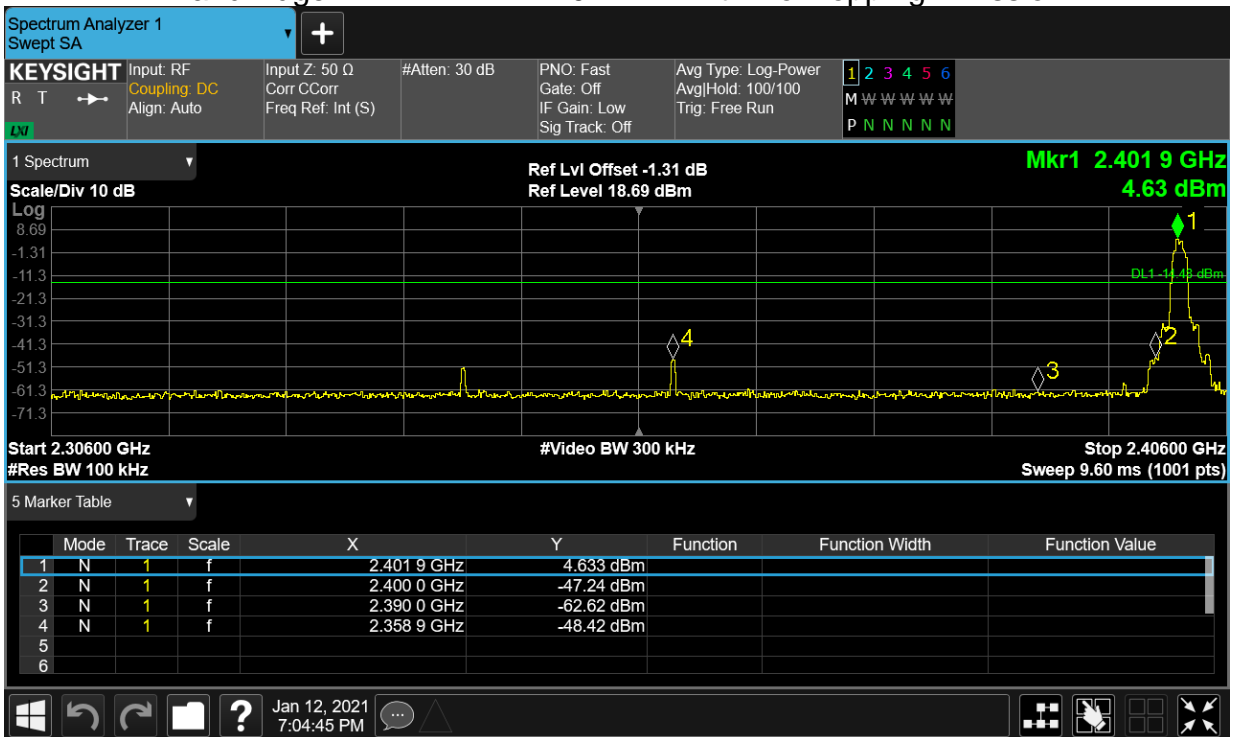 Spectrum Analyzer 1
Swept SA
+
KEYSIGHT Input: RF Input Z: 50 Ω #Atten: 30 dB PNO: Fast Avg Type: Log-Power 1 2 3 4 5 6
R T Coupling: DC Corr CCorr Gate: Off Avg|Hold: 100/100 M W W W W W W
Align: Auto Freq Ref: Int (S) IF Gain: Low Trig: Free Run
LXI Sig Track: Off P N N N N N N
1 Spectrum Ref Lvl Offset -1.31 dB Mkr1 2.401 9 GHz
Scale/Div 10 dB Ref Level 18.69 dBm 4.63 dBm
Log
1
8.69
-1.31
-11.3 DL1 -14.43 dBm
-21.3
-31.3
4 2
-41.3
-51.3
3
-61.3
-71.3
Start 2.30600 GHz #Video BW 300 kHz Stop 2.40600 GHz
#Res BW 100 kHz Sweep 9.60 ms (1001 pts)
5 Marker Table
Mode Trace Scale X Y Function Function Width Function Value
1 N 1 f 2.401 9 GHz 4.633 dBm
2 N 1 f 2.400 0 GHz -47.24 dBm
3 N 1 f 2.390 0 GHz -62.62 dBm
4 N 1 f 2.358 9 GHz -48.42 dBm
5
6
? Jan 12, 2021
7:04:45 PM